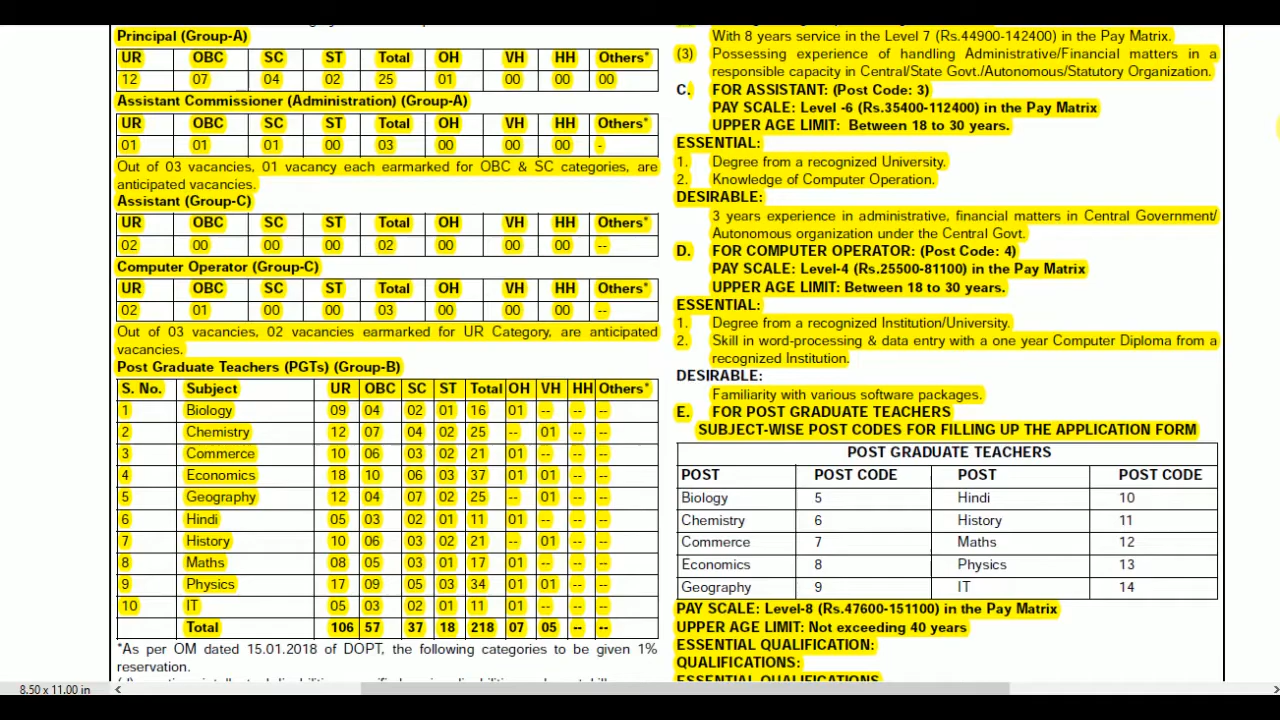 Principal (Group-A)
UR OBC SC ST Total OH VH HH Others*
12 07 04 02 25 01 00 00 00
Assistant Commissioner (Administration) (Group-A)
UR OBC SC ST Total OH VH HH Others*
01 01 01 00 03 00 00 00 -
Out of 03 vacancies, 01 vacancy each earmarked for OBC & SC categories, are
anticipated vacancies.
Assistant (Group-C)
UR OBC SC ST Total OH VH HH Others*
02 00 00 00 02 00 00 00 --
Computer Operator (Group-C)
UR OBC SC ST Total OH VH HH Others*
02 01 00 00 03 00 00 00 --
Out of 03 vacancies, 02 vacancies earmarked for UR Category, are anticipated
vacancies.
Post Graduate Teachers (PGTs) (Group-B)
S. No. Subject UR OBC SC ST Total OH VH HH Others*
1 Biology 09 04 02 01 16 01 -- -- --
2 Chemistry 12 07 04 02 25 -- 01 -- --
3 Commerce 10 06 03 02 21 01 -- -- --
4 Economics 18 10 06 03 37 01 01 -- --
5 Geography 12 04 07 02 25 -- 01 -- --
6 Hindi 05 03 02 01 11 01 -- -- --
7 History 10 06 03 02 21 -- 01 -- --
8 Maths 08 05 03 01 17 01 -- -- --
9 Physics 17 09 05 03 34 01 01 -- --
10 IT 05 03 02 01 11 01 -- -- --
Total 106 57 37 18 218 07 05 -- --
*As per OM dated 15.01.2018 of DOPT, the following categories to be given 1%
reservation.
With 8 years service in the Level 7 (Rs.44900-142400) in the Pay Matrix.
(3) Possessing experience of handling Administrative/Financial matters in a
responsible capacity in Central/State Govt./Autonomous/Statutory Organization.
C. FOR ASSISTANT: (Post Code: 3)
PAY SCALE: Level -6 (Rs.35400-112400) in the Pay Matrix
UPPER AGE LIMIT: Between 18 to 30 years.
ESSENTIAL:
1. Degree from a recognized University.
2. Knowledge of Computer Operation.
DESIRABLE:
3 years experience in administrative, financial matters in Central Government/
Autonomous organization under the Central Govt.
D. FOR COMPUTER OPERATOR: (Post Code: 4)
PAY SCALE: Level-4 (Rs.25500-81100) in the Pay Matrix
UPPER AGE LIMIT: Between 18 to 30 years.
ESSENTIAL:
1. Degree from a recognized Institution/University.
2. Skill in word-processing & data entry with a one year Computer Diploma from a
recognized Institution.
DESIRABLE:
Familiarity with various software packages.
E. FOR POST GRADUATE TEACHERS
SUBJECT-WISE POST CODES FOR FILLING UP THE APPLICATION FORM
POST GRADUATE TEACHERS
POST POST CODE POST POST CODE
Biology 5 Hindi 10
Chemistry 6 History 11
Commerce 7 Maths 12
Economics 8 Physics 13
Geography 9 IT 14
PAY SCALE: Level-8 (Rs.47600-151100) in the Pay Matrix
UPPER AGE LIMIT: Not exceeding 40 years
ESSENTIAL QUALIFICATION:
QUALIFICATIONS:
ESSENTIAL QUALIFICATIONS
8.50 x 11.00 in